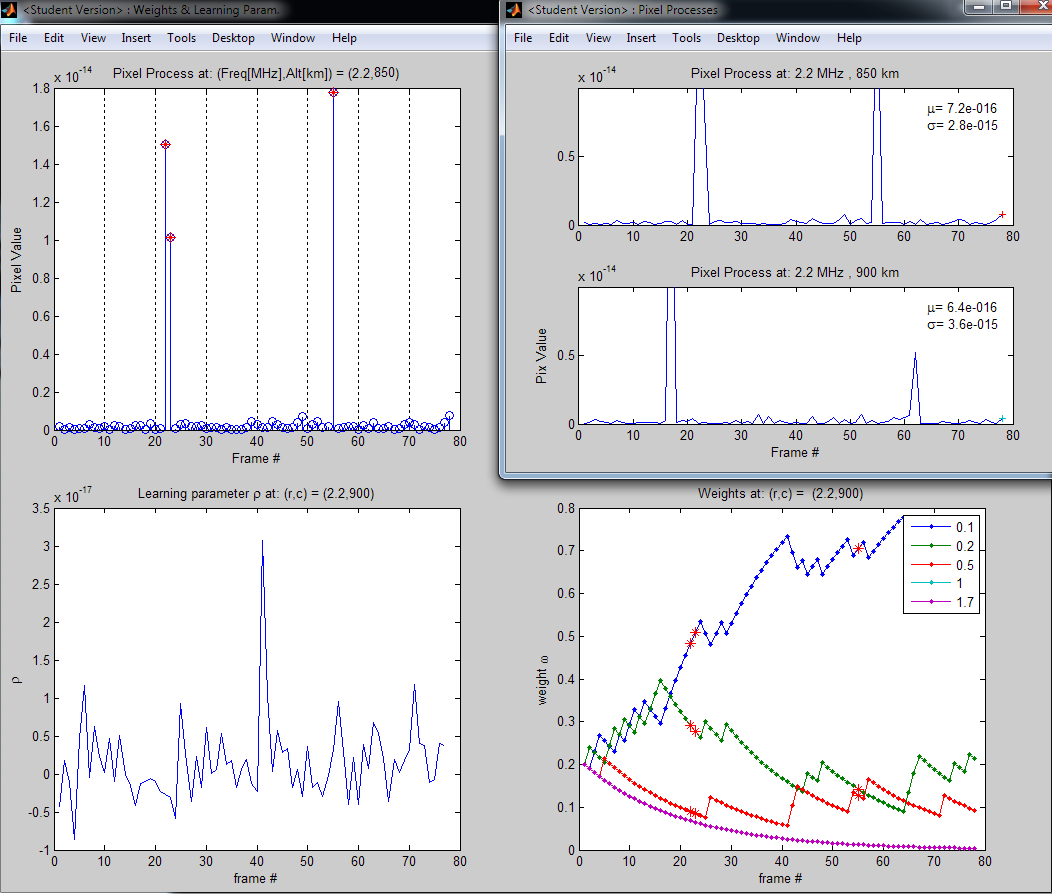 <Student Version> : Weights & Learning Param.
File Edit View Insert Tools Desktop Window Help
x 10^-14 Pixel Process at: (Freq[MHz],Alt[km]) = (2.2,850)
1.8
1.6
1.4
1.2
1
0.8
0.6
0.4
0.2
0
Pixel Value
0 10 20 30 40 50 60 70 80
Frame #
<Student Version> : Pixel Processes
File Edit View Insert Tools Desktop Window Help
x 10^-14 Pixel Process at: 2.2 MHz , 850 km
μ= 7.2e-016
σ= 2.8e-015
0.5
0
0 10 20 30 40 50 60 70 80
x 10^-14 Pixel Process at: 2.2 MHz , 900 km
μ= 6.4e-016
σ= 3.6e-015
0.5
0
Pix Value
0 10 20 30 40 50 60 70 80
Frame #
x 10^-17 Learning parameter ρ at: (r,c) = (2.2,900)
3.5
3
2.5
2
1.5
1
0.5
0
-0.5
-1
ρ
0 10 20 30 40 50 60 70 80
frame #
Weights at: (r,c) = (2.2,900)
0.8
0.7
0.6
0.5
0.4
0.3
0.2
0.1
0
weight ω
0.1
0.2
0.5
1
1.7
0 10 20 30 40 50 60 70 80
frame #